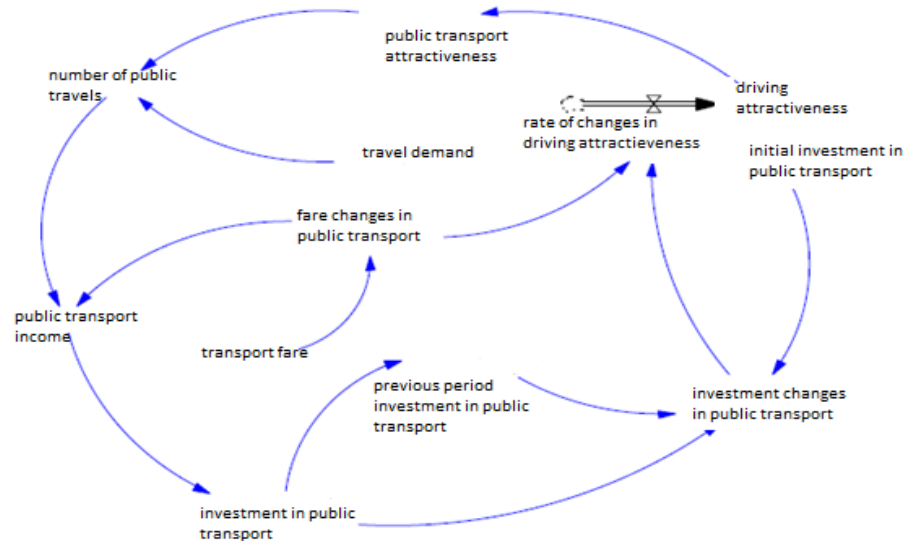 public transport
attractiveness
number of public
travels
driving
attractiveness
rate of changes in
driving attractieveness
travel demand
initial investment in
public transport
fare changes in
public transport
public transport
income
transport fare
previous period
investment in public
transport
investment changes
in public transport
investment in public
transport